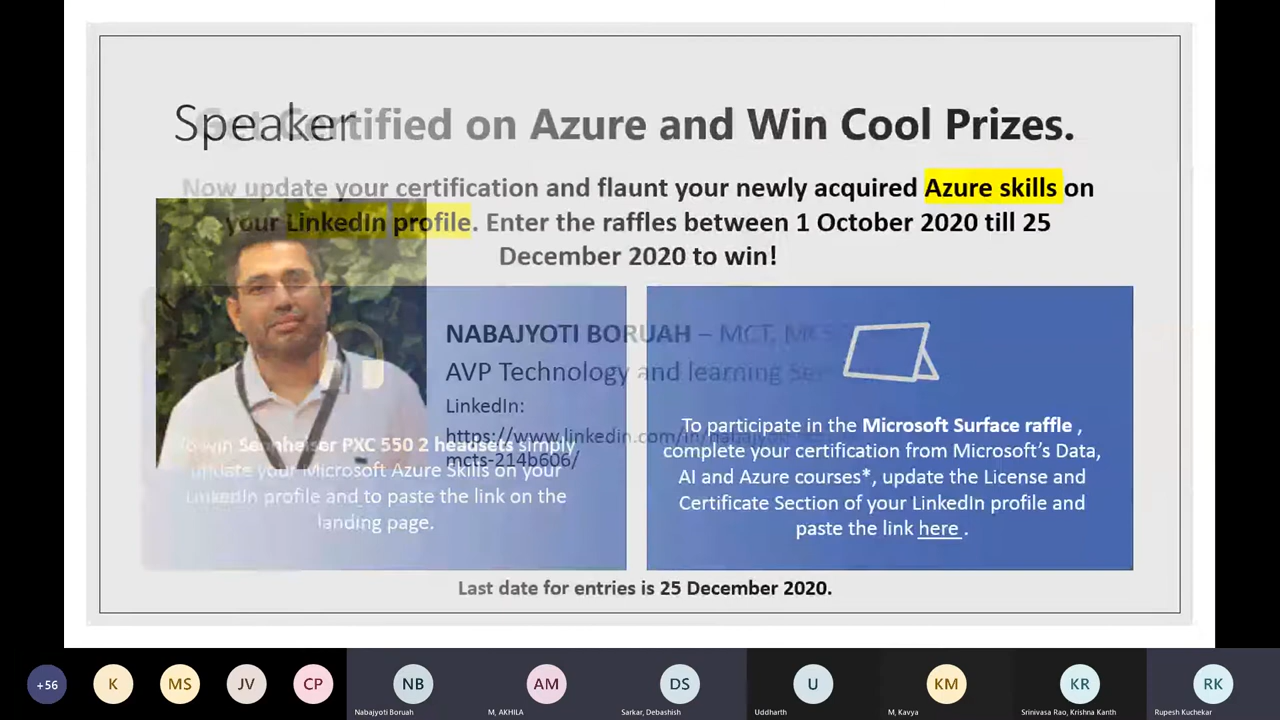 Speaker
Certified on Azure and Win Cool Prizes.
Now update your certification and flaunt your newly acquired Azure skills on
your LinkedIn profile. Enter the raffles between 1 October 2020 till 25
December 2020 to win!
NABAJYOTI BORUAH – MCT,
AVP Technology and learning
LinkedIn:
https://www.linkedin.com/in/nabajyoti
mcts-214b606/
To win Sennheiser PXC 550 2 headsets simply
update your Microsoft Azure Skills on your
LinkedIn profile and to paste the link on the
landing page.
To participate in the Microsoft Surface raffle ,
complete your certification from Microsoft's Data,
AI and Azure courses*, update the License and
Certificate Section of your LinkedIn profile and
paste the link here .
Last date for entries is 25 December 2020.
+56
K
MS
JV
CP
NB
Nabajyoti Boruah
AM
M, AKHILA
DS
Sarkar, Debashish
U
Uddharth
KM
M, Kavya
KR
Srinivasa Rao, Krishna Kanth
RK
Rupesh Kuchekar